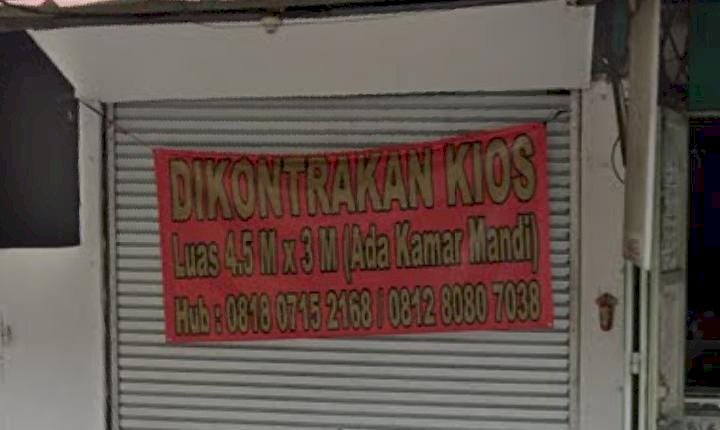 DIKONTRAKAN KIOS
Luas 4.5 M x 3 M (Ada Kamar Mandi)
Hub : 0818 0715 2168 / 0812 8080 7038